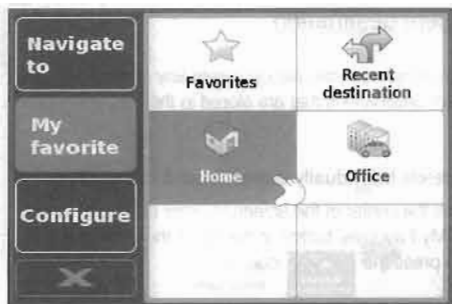 Navigate
to
My
favorite
Configure
Favorites
Recent
destination
Home
Office